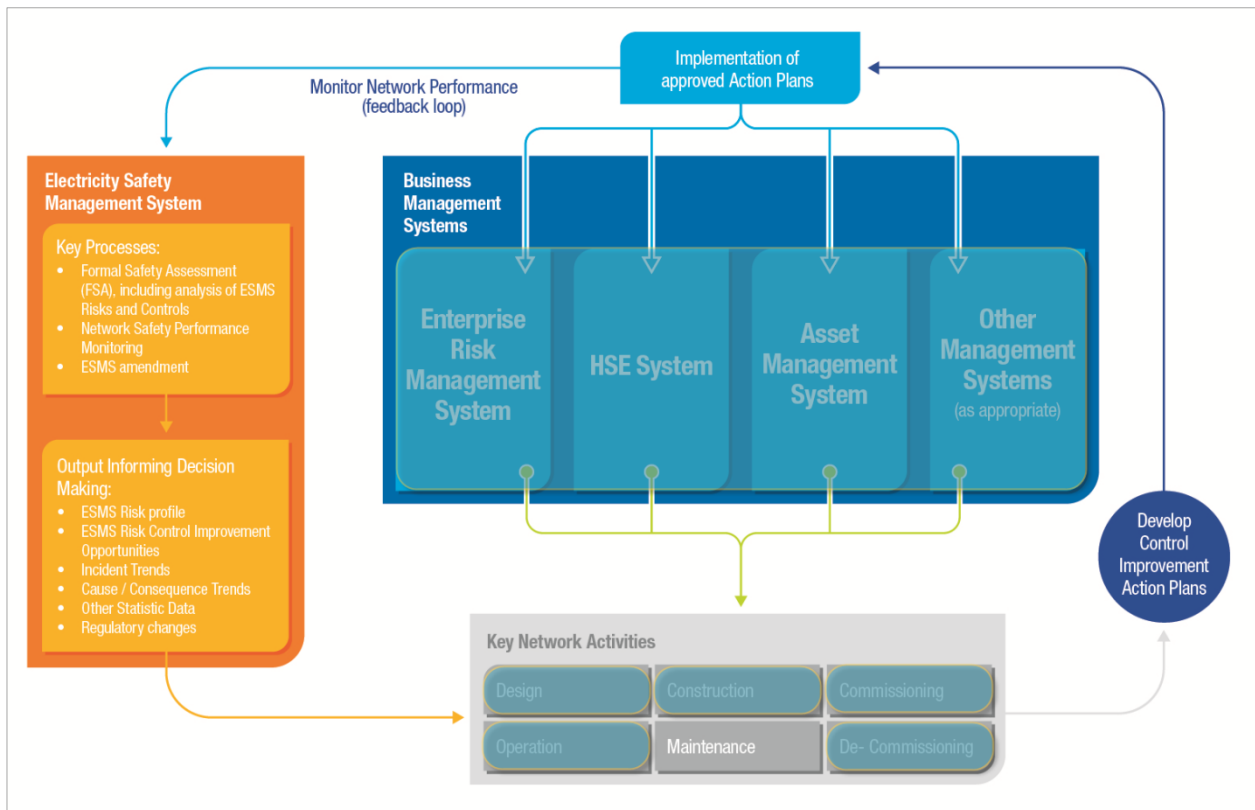 Implementation of
approved Action Plans
Monitor Network Performance
(feedback loop)
Electricity Safety
Management System
Key Processes:
• Formal Safety Assessment
(FSA), including analysis of ESMS
Risks and Controls
• Network Safety Performance
Monitoring
• ESMS amendment
Output Informing Decision
Making:
• ESMS Risk profile
• ESMS Risk Control Improvement
Opportunities
• Incident Trends
• Cause / Consequence Trends
• Other Statistic Data
• Regulatory changes
Business
Management
Systems
Enterprise
Risk
Management
System
HSE System
Asset
Management
System
Other
Management
Systems
(as appropriate)
Key Network Activities
Design
Construction
Commissioning
Operation
Maintenance
De- Commissioning
Develop
Control
Improvement
Action Plans